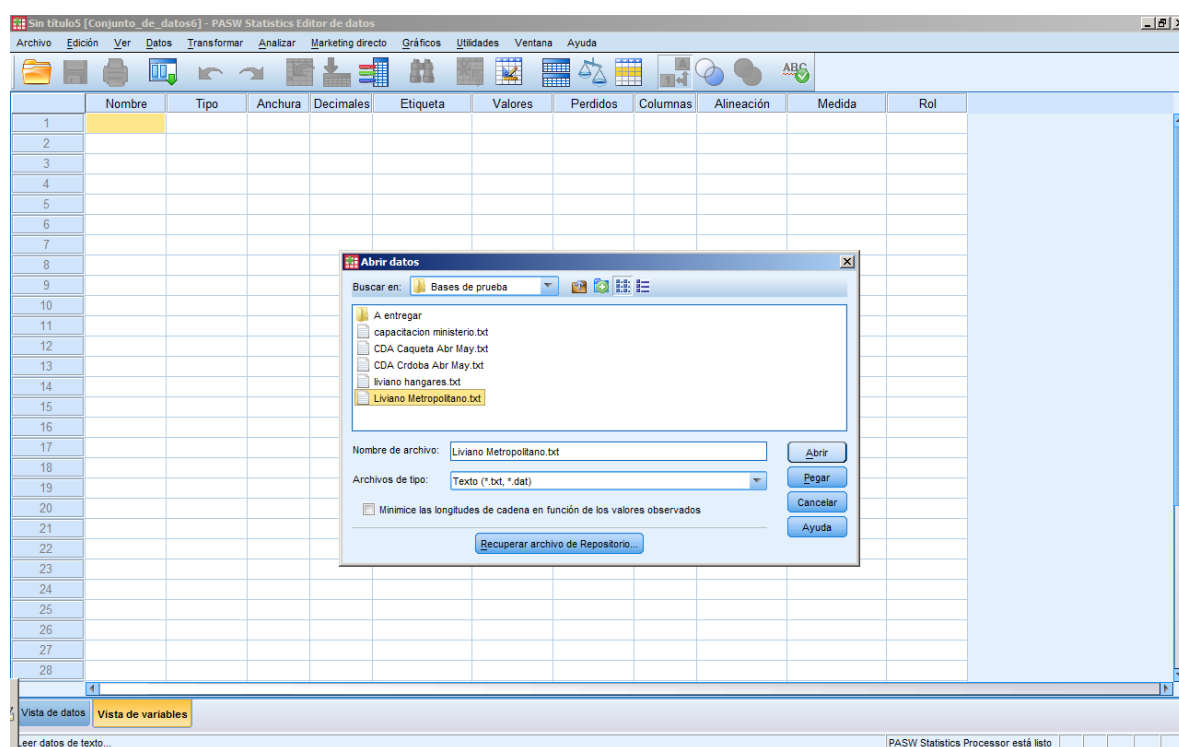 Sin título5 [Conjunto_de_datos6] - PASW Statistics Editor de datos
Archivo Edición Ver Datos Transformar Analizar Marketing directo Gráficos Utilidades Ventana Ayuda
A
1 4
ABC
Nombre Tipo Anchura Decimales Etiqueta Valores Perdidos Columnas Alineación Medida Rol
1
2
3
4
5
6
7
8
9
10
11
12
13
14
15
16
17
18
19
20
21
22
23
24
25
26
27
28
Abrir datos
Buscar en: Bases de prueba
A entregar
capacitacion ministerio.txt
CDA Caqueta Abr May.txt
CDA Crdoba Abr May.txt
liviano hangares.txt
Liviano Metropolitano.txt
Nombre de archivo: Liviano Metropolitano.txt Abrir
Archivos de tipo: Texto (*.txt, *.dat) Pegar
Minimice las longitudes de cadena en función de los valores observados Cancelar
Ayuda
Recuperar archivo de Repositorio...
Vista de datos Vista de variables
Leer datos de texto... PASW Statistics Processor está listo